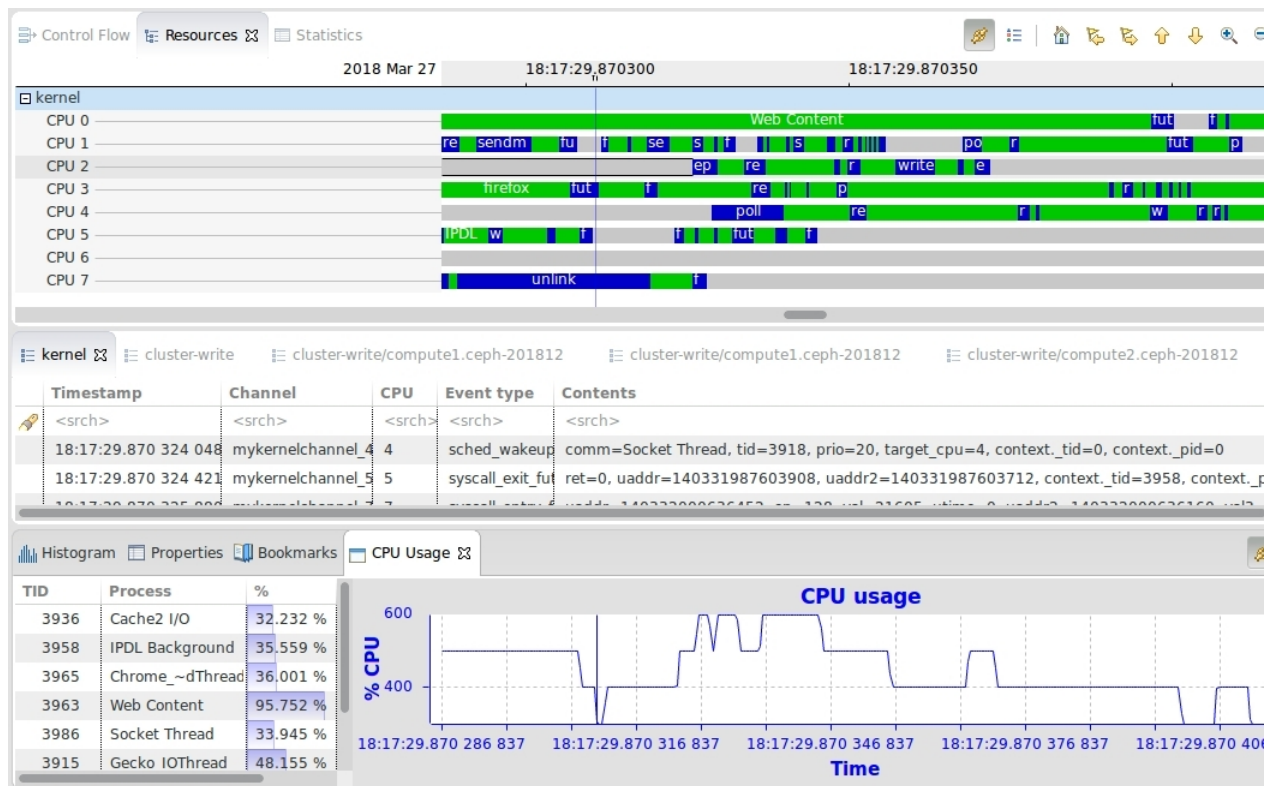 Control Flow Resources Statistics
2018 Mar 27 18:17:29.870300 18:17:29.870350
kernel
CPU 0 Web Content fut f
CPU 1 re sendm fu f se s f s r po r fut p
CPU 2 ep re r write e
CPU 3 firefox fut f re p r
CPU 4 poll re r w r r
CPU 5 IPDL w f f fut f
CPU 6
CPU 7 unlink f
kernel cluster-write cluster-write/compute1.ceph-201812 cluster-write/compute1.ceph-201812 cluster-write/compute2.ceph-201812
Timestamp Channel CPU Event type Contents
<srch> <srch> <srch> <srch> <srch>
18:17:29.870 324 048 mykernelchannel_4 4 sched_wakeup comm=Socket Thread, tid=3918, prio=20, target_cpu=4, context._tid=0, context._pid=0
18:17:29.870 324 421 mykernelchannel_5 5 syscall_exit_fut ret=0, uaddr=140331987603908, uaddr2=140331987603712, context._tid=3958, context._p
Histogram Properties Bookmarks CPU Usage
TID Process %
3936 Cache2 I/O 32.232 %
3958 IPDL Background 35.559 %
3965 Chrome_~dThread 36.001 %
3963 Web Content 95.752 %
3986 Socket Thread 33.945 %
3915 Gecko_IOThread 48.155 %
CPU usage
600
% CPU
400
18:17:29.870 286 837 18:17:29.870 316 837 18:17:29.870 346 837 18:17:29.870 376 837 18:17:29.870 406
Time